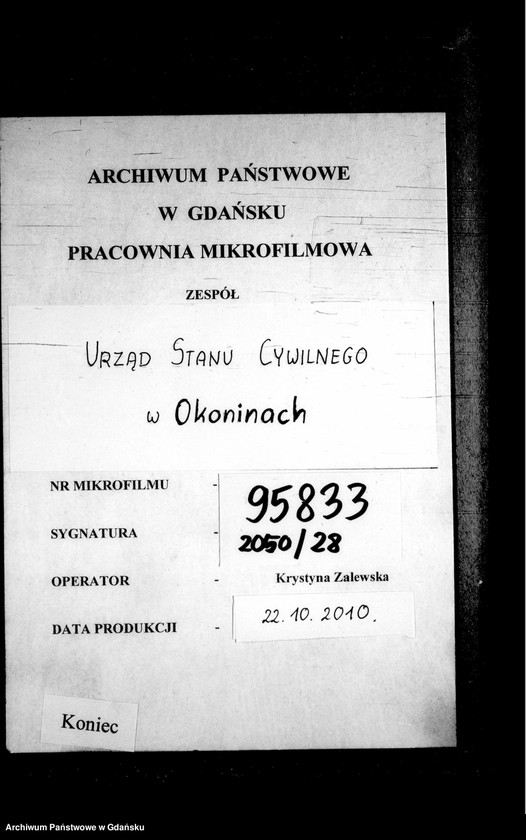 ARCHIWUM PAŃSTWOWE
W GDAŃSKU
PRACOWNIA MIKROFILMOWA
ZESPÓŁ
URZĄD STANU CYWILNEGO
w Okoninach
NR MIKROFILMU - 95833
SYGNATURA - 2050/28
OPERATOR - Krystyna Zalewska
DATA PRODUKCJI - 22.10.2010.
Koniec
Archiwum Państwowe w Gdańsku